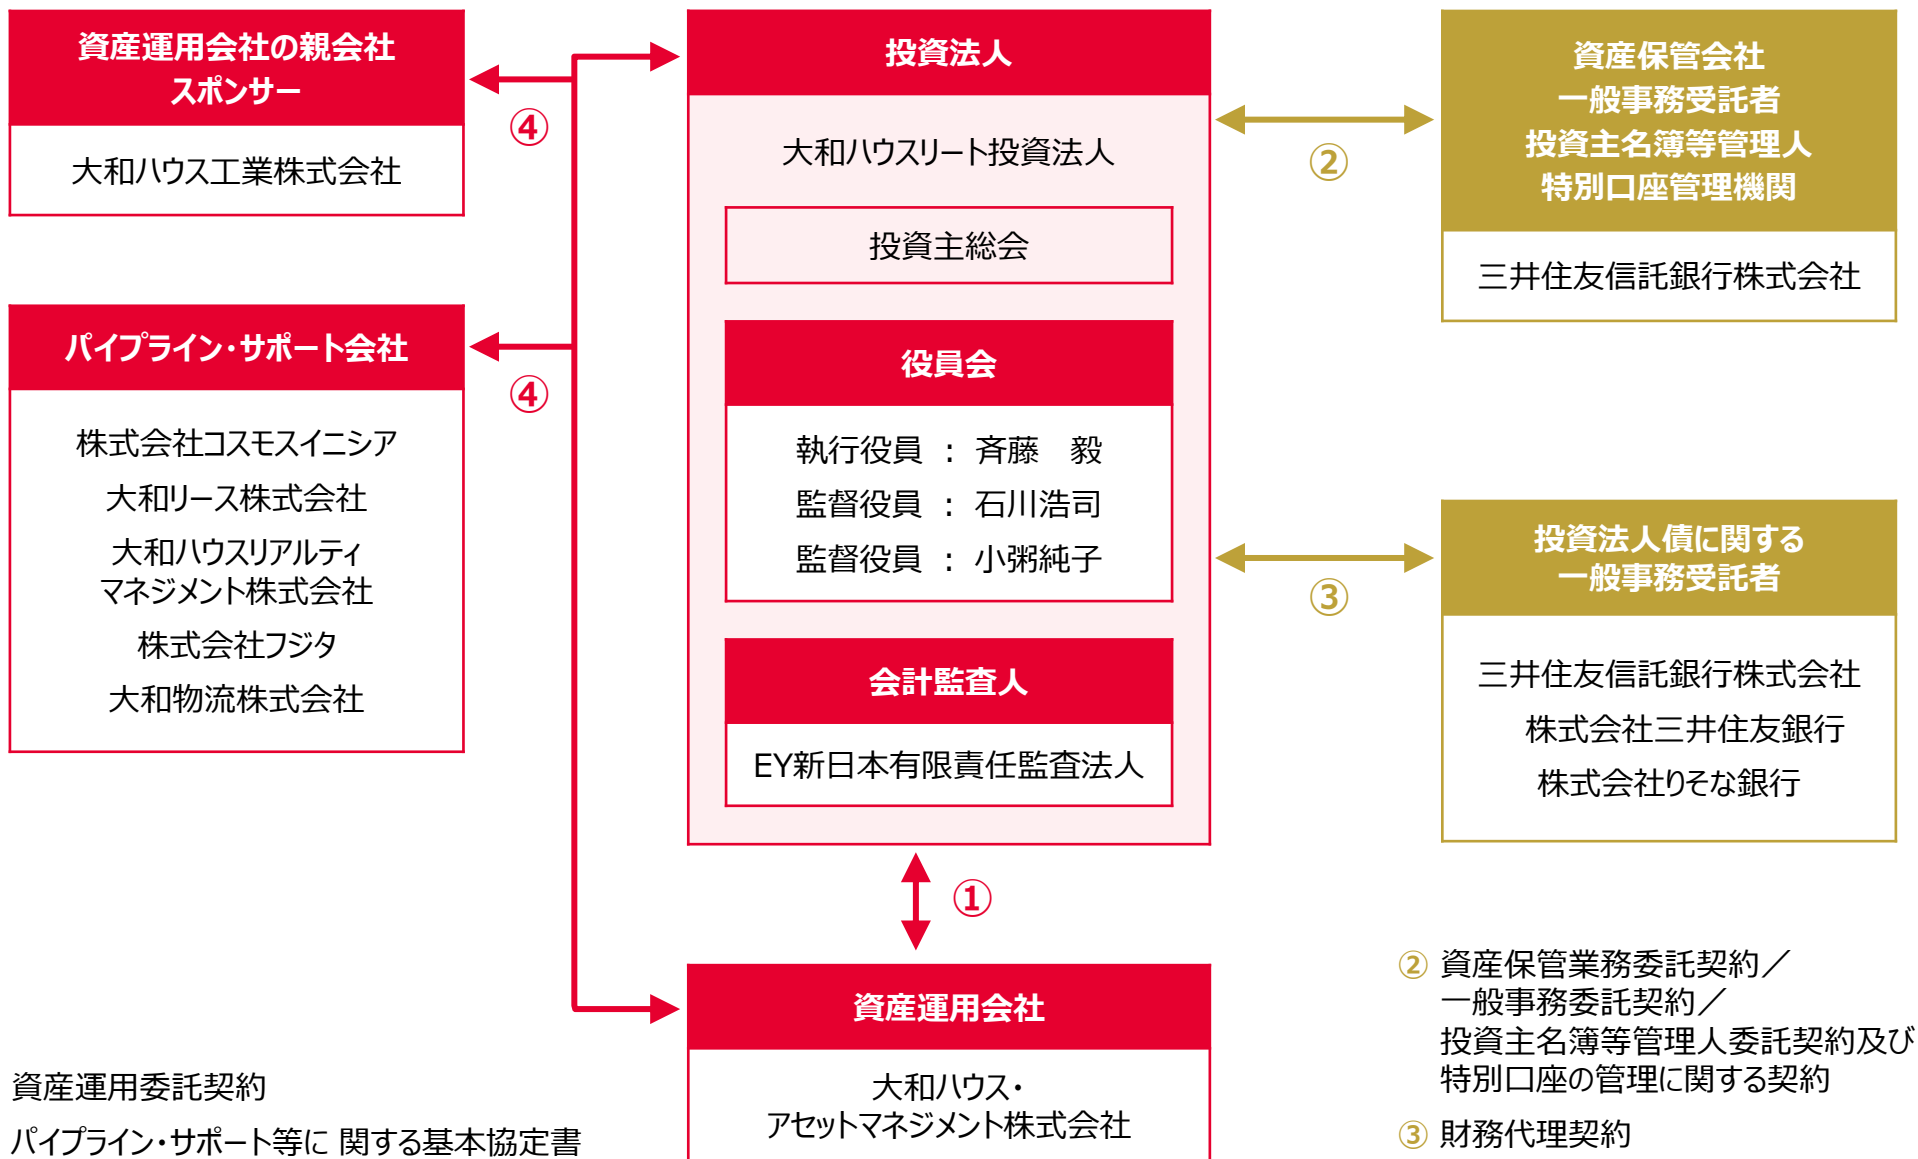 資産運用会社の親会社
スポンサー
大和ハウス工業株式会社
④
パイプライン・サポート会社
④
株式会社コスモスイニシア
大和リース株式会社
大和ハウスリアルティ
マネジメント株式会社
株式会社フジタ
大和物流株式会社
投資法人
大和ハウスリート投資法人
投資主総会
役員会
執行役員 : 斉藤 毅
監督役員 : 石川浩司
監督役員 : 小粥純子
会計監査人
EY新日本有限責任監査法人
①
資産運用会社
大和ハウス・
アセットマネジメント株式会社
資産保管会社
一般事務受託者
投資主名簿等管理人
特別口座管理機関
三井住友信託銀行株式会社
②
投資法人債に関する
一般事務受託者
三井住友信託銀行株式会社
株式会社三井住友銀行
株式会社りそな銀行
③
資産運用委託契約
パイプライン・サポート等に 関する基本協定書
② 資産保管業務委託契約／
一般事務委託契約／
投資主名簿等管理人委託契約及び
特別口座の管理に関する契約
③ 財務代理契約